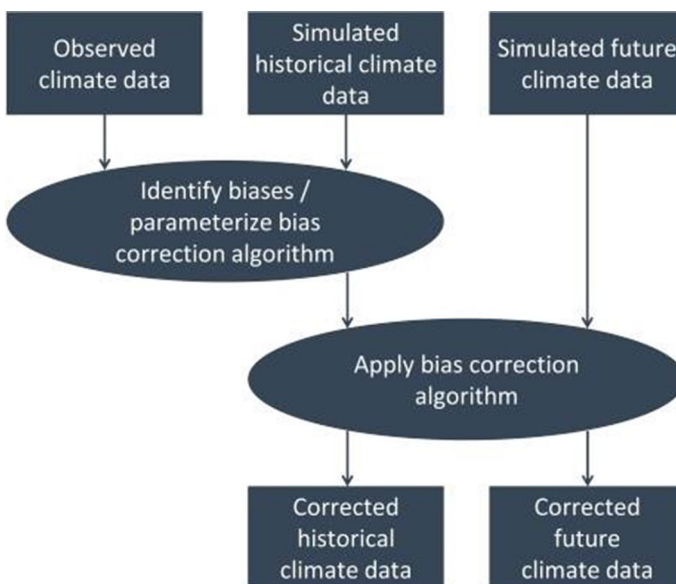 Observed
climate data
Simulated
historical climate
data
Simulated future
climate data
Identify biases /
parameterize bias
correction algorithm
Apply bias correction
algorithm
Corrected
historical
climate data
Corrected
future
climate data